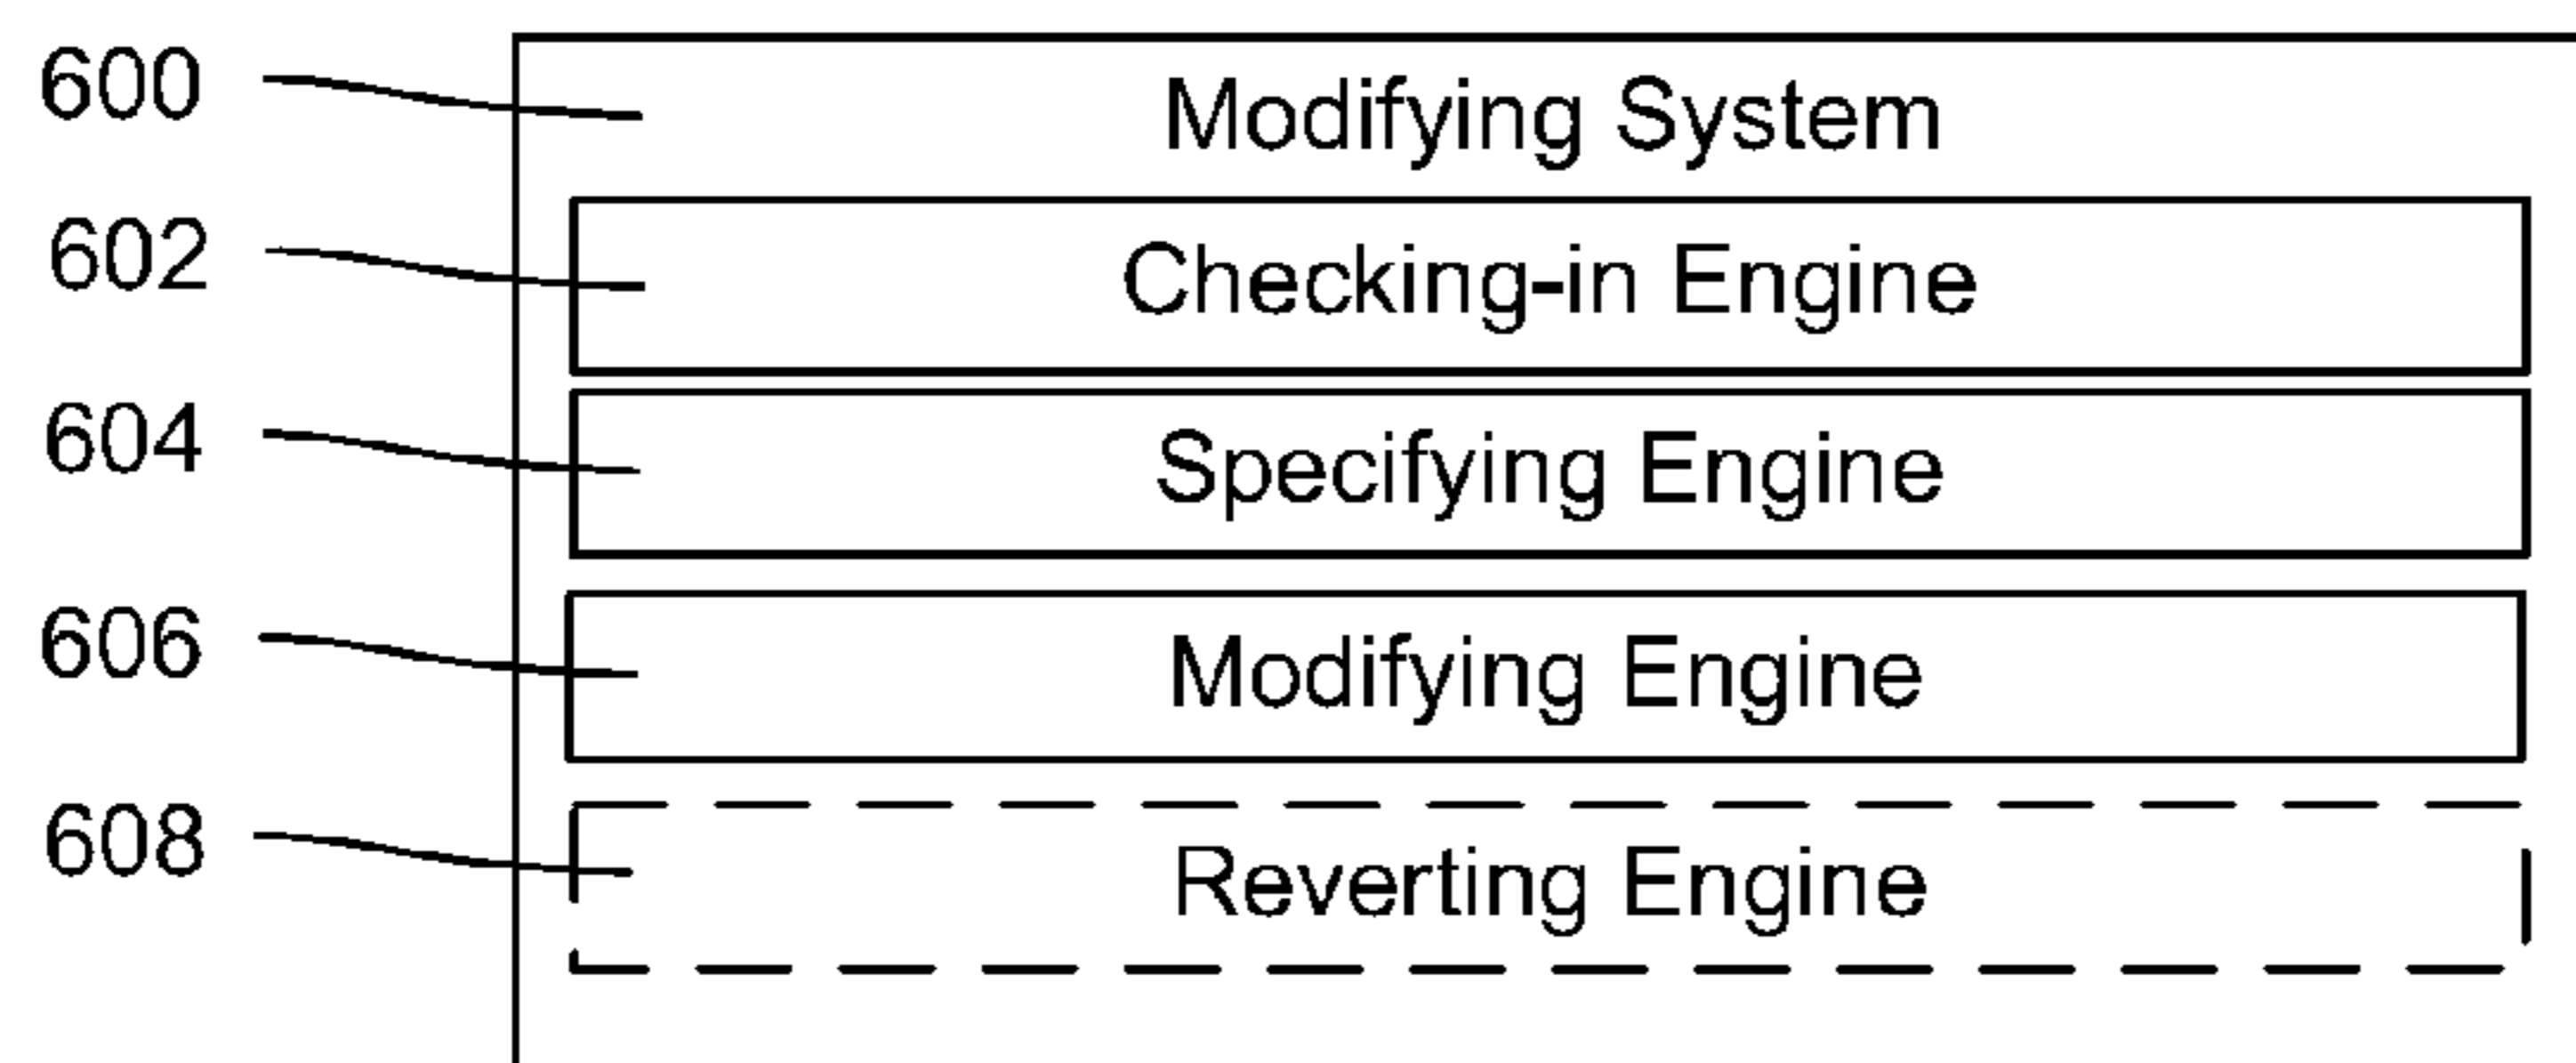 600 Modifying System
602 Checking-in Engine
604 Specifying Engine
606 Modifying Engine
608 Reverting Engine